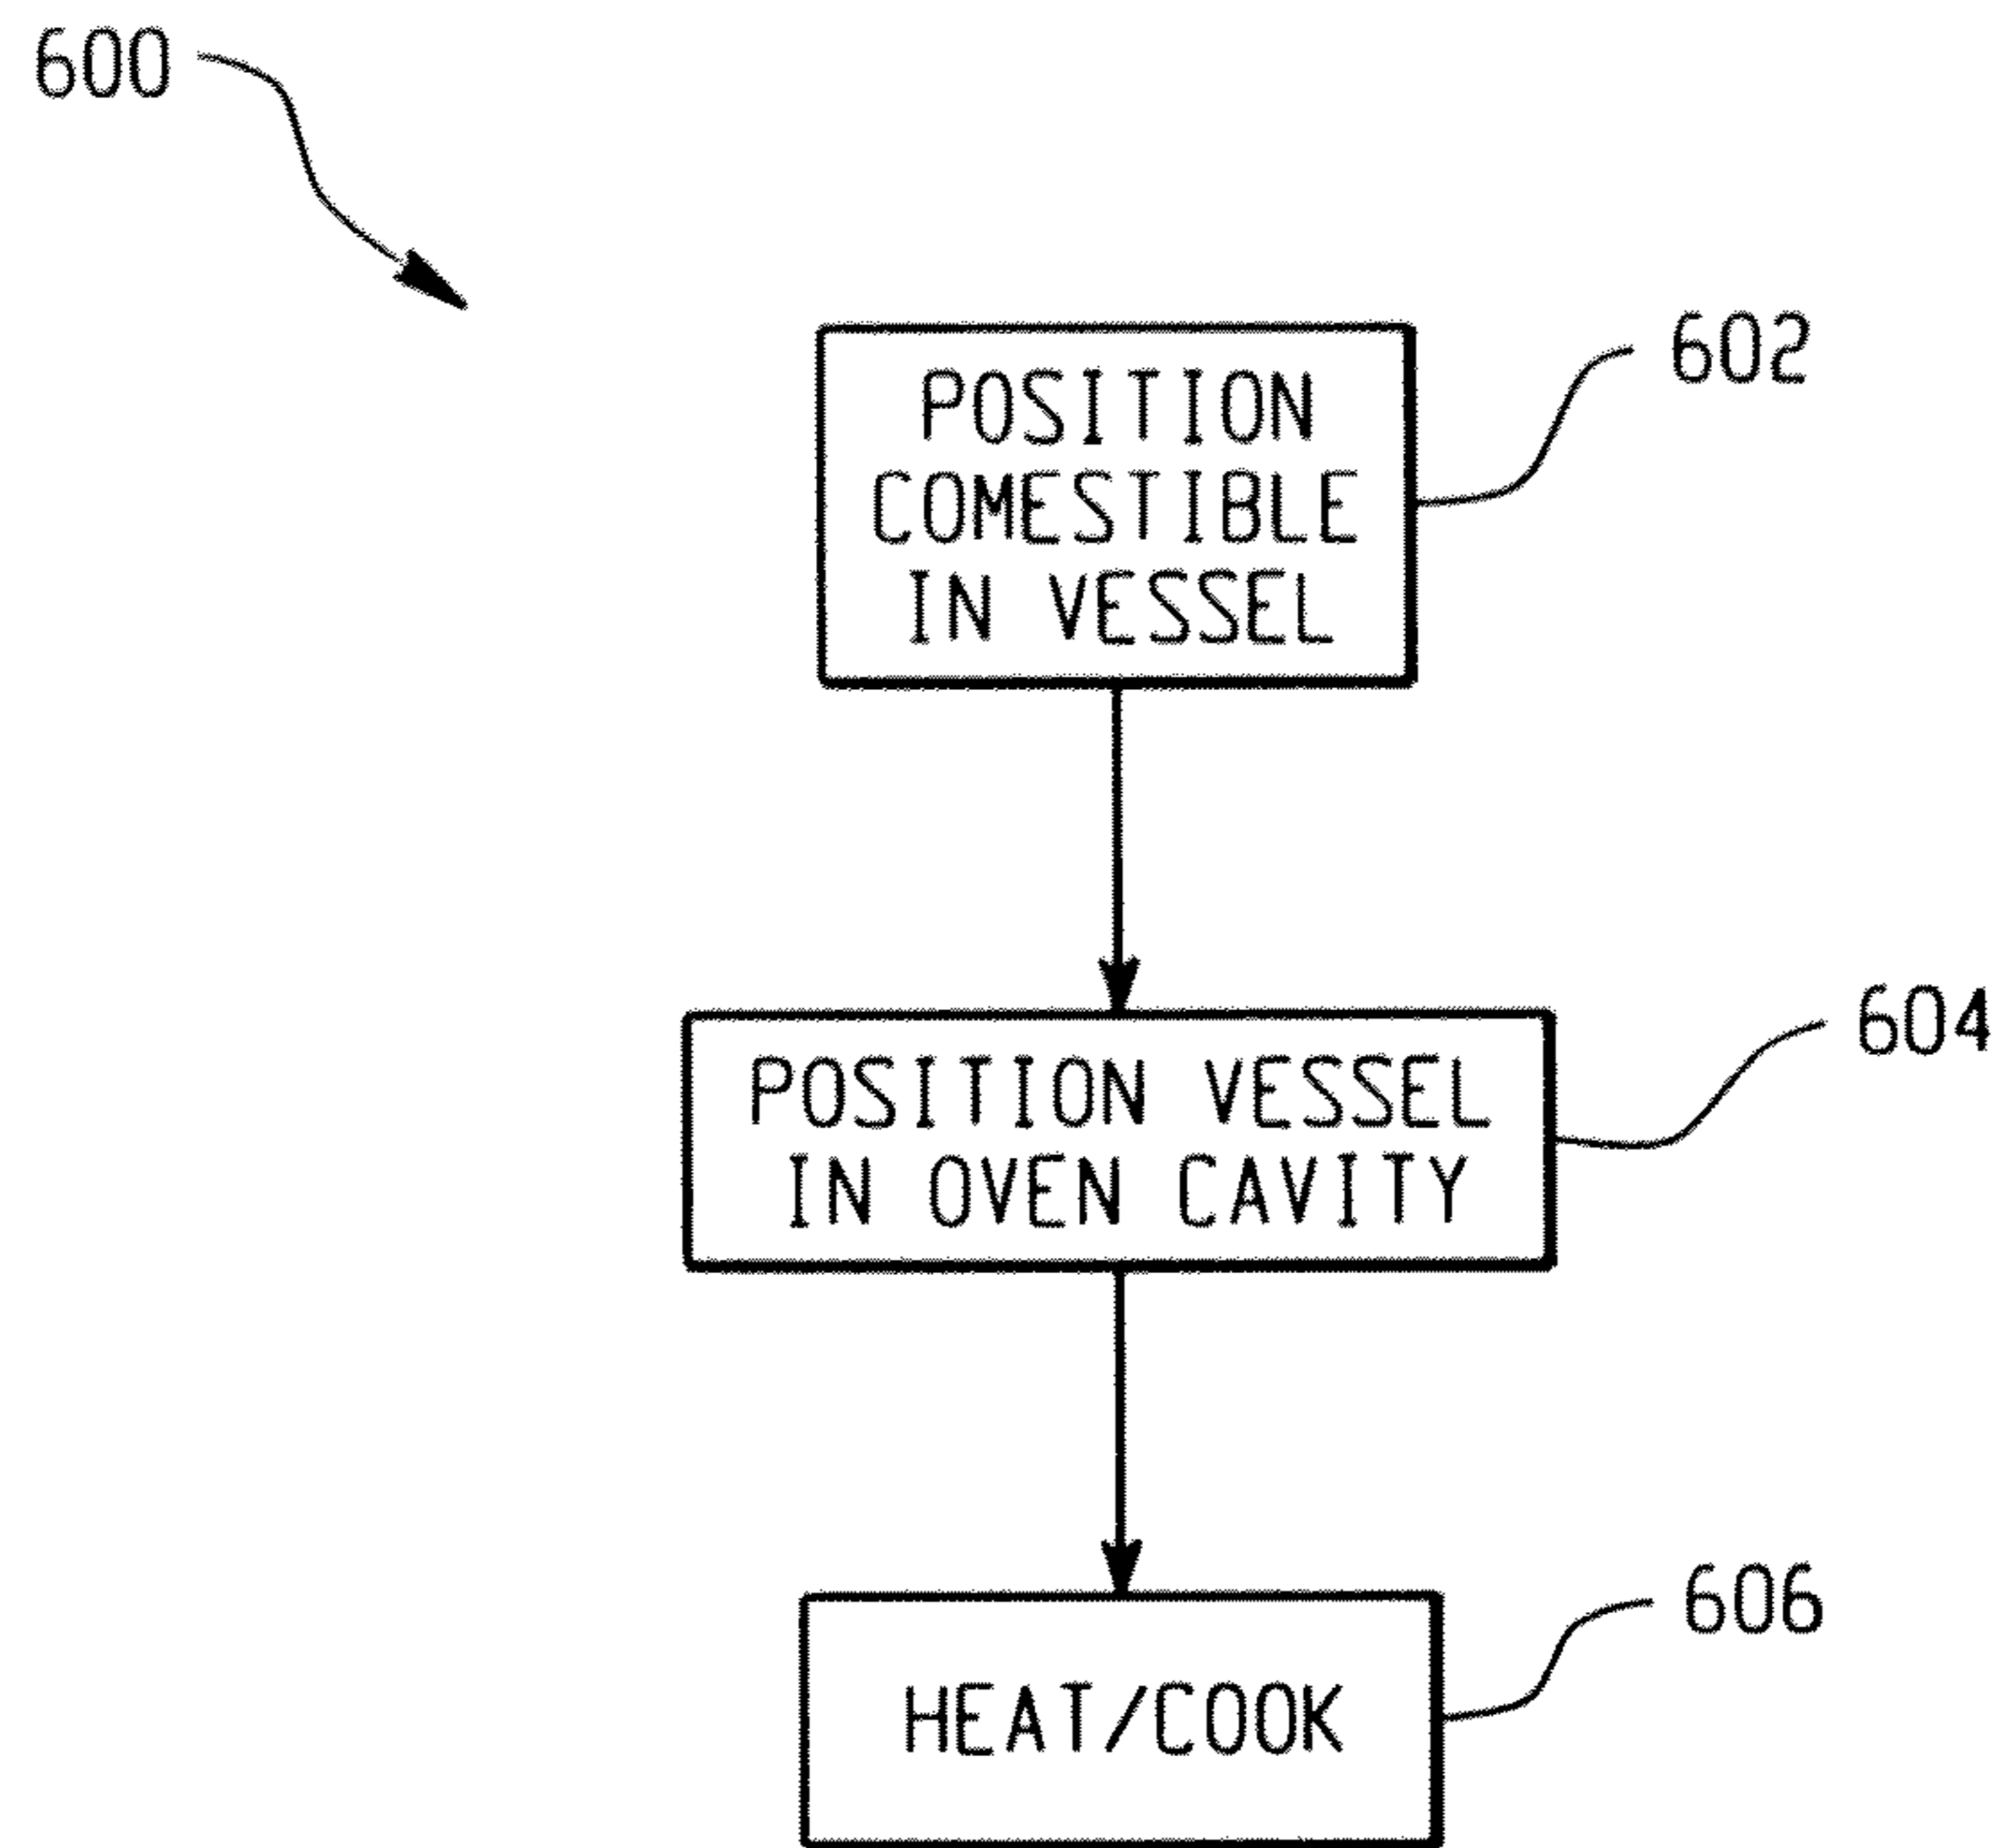 600
602
POSITION
COMESTIBLE
IN VESSEL
604
POSITION VESSEL
IN OVEN CAVITY
606
HEAT/COOK